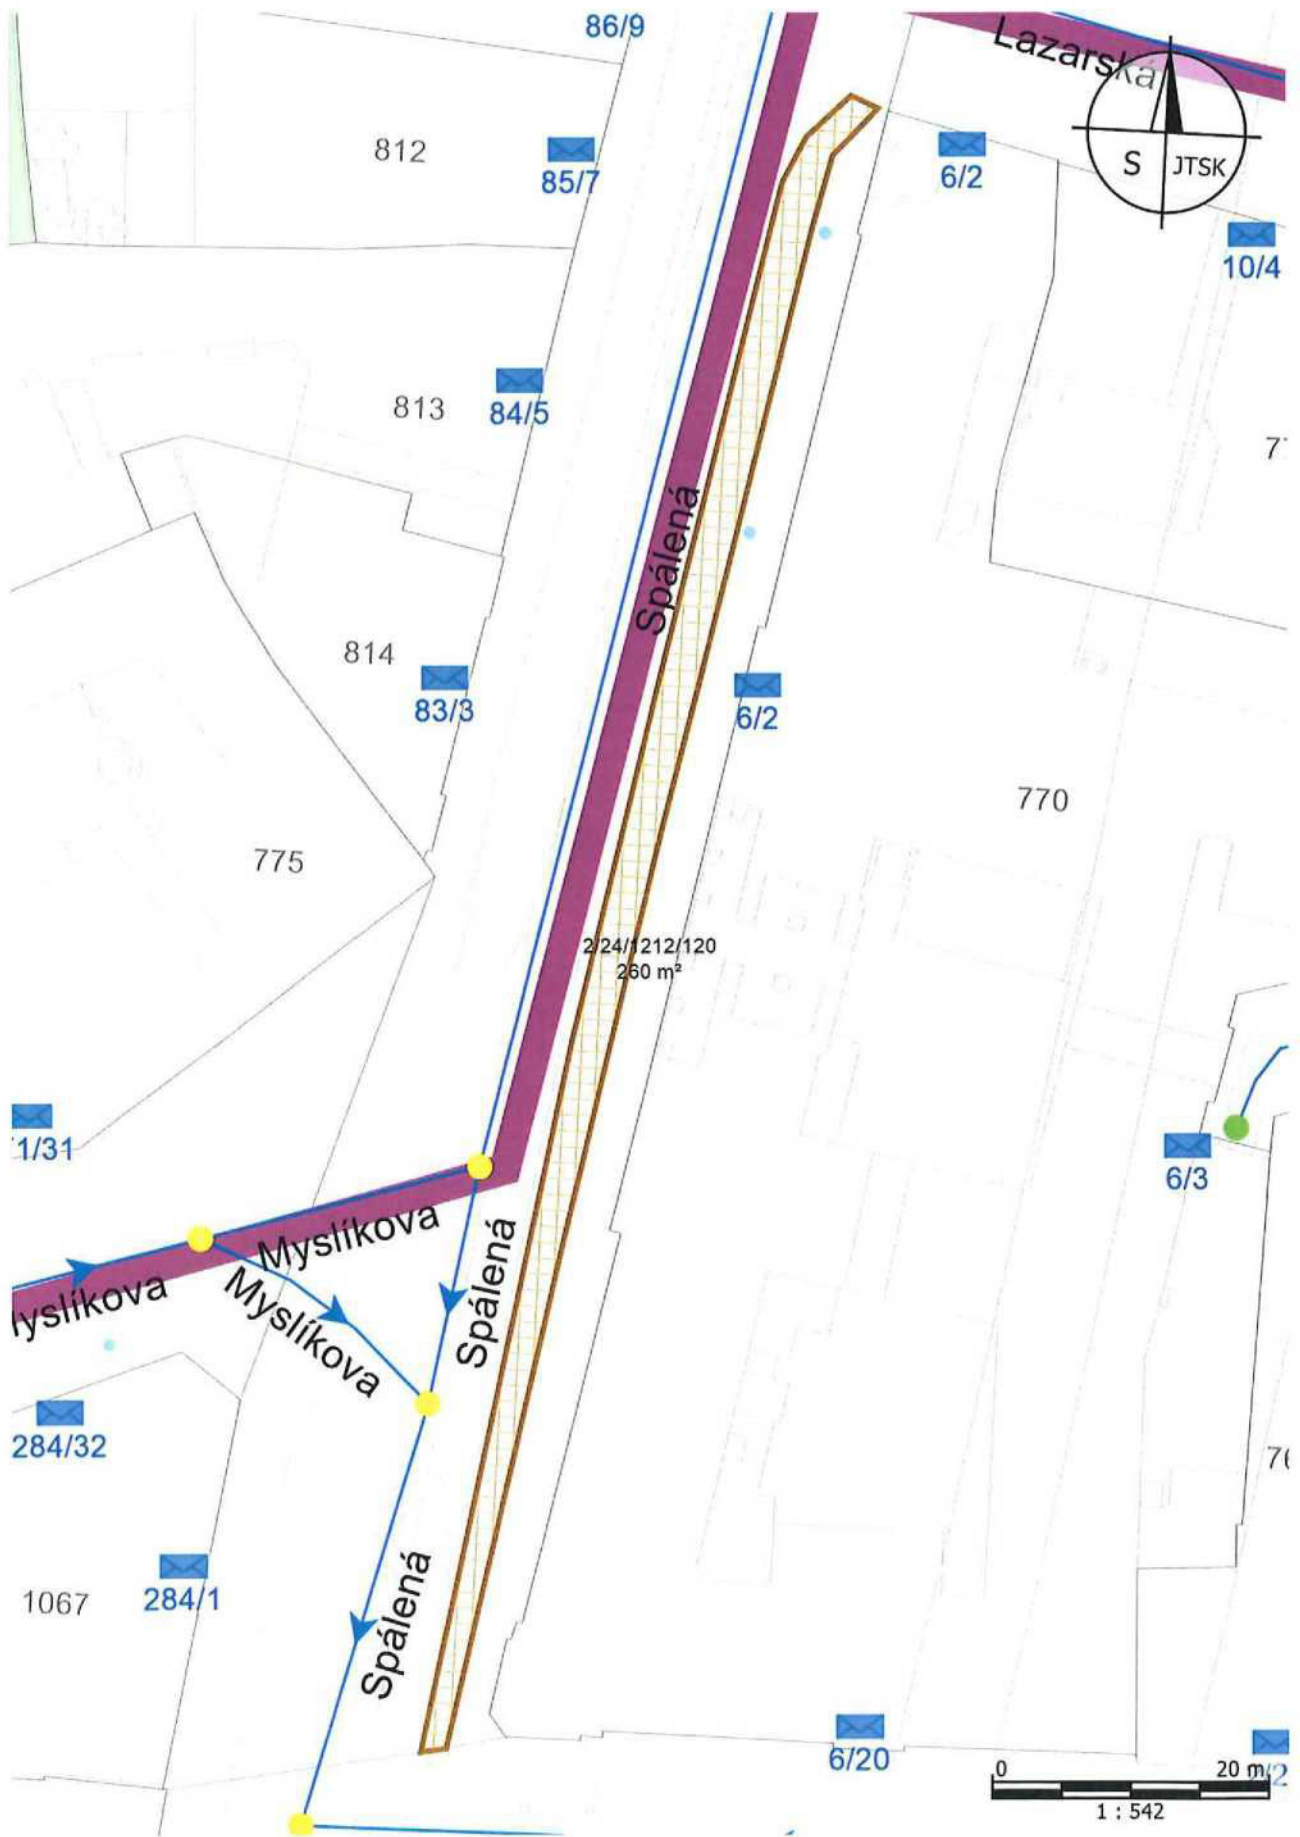 86/9
Lazarská
812
85/7
6/2
S
JTSK
10/4
813
84/5
Spálená
814
83/3
6/2
770
775
2/24/1212/120
260 m²
1/31
6/3
Myslíkova
Myslíkova
Spálená
Myslíkova
284/32
1067
284/1
Spálená
6/20
0
20 m
1 : 542